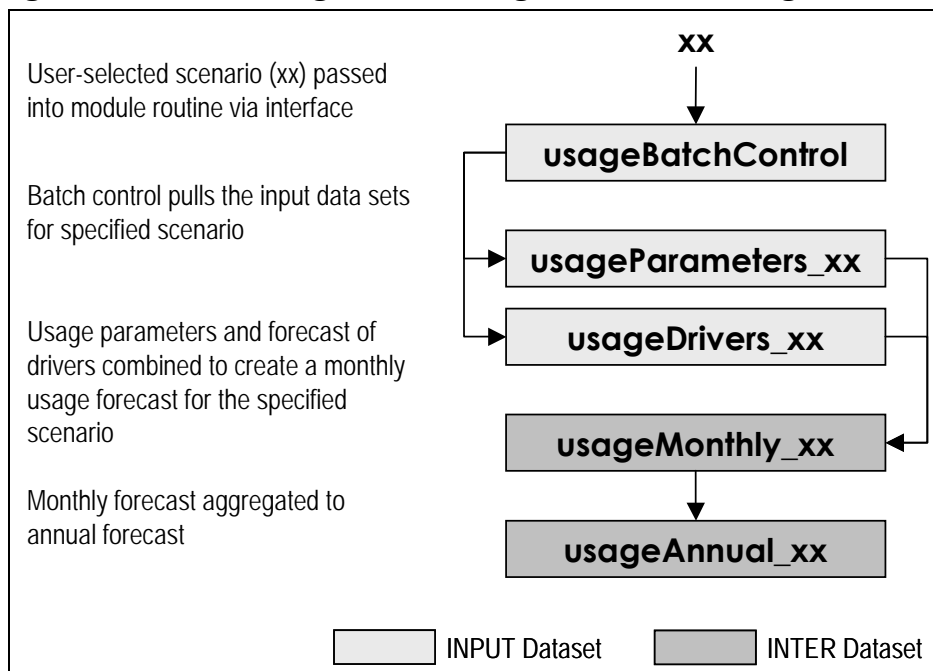 xx
User-selected scenario (xx) passed
into module routine via interface
usageBatchControl
Batch control pulls the input data sets
for specified scenario
usageParameters_xx
usageDrivers_xx
Usage parameters and forecast of
drivers combined to create a monthly
usage forecast for the specified
scenario
usageMonthly_xx
Monthly forecast aggregated to
annual forecast
usageAnnual_xx
INPUT Dataset
INTER Dataset